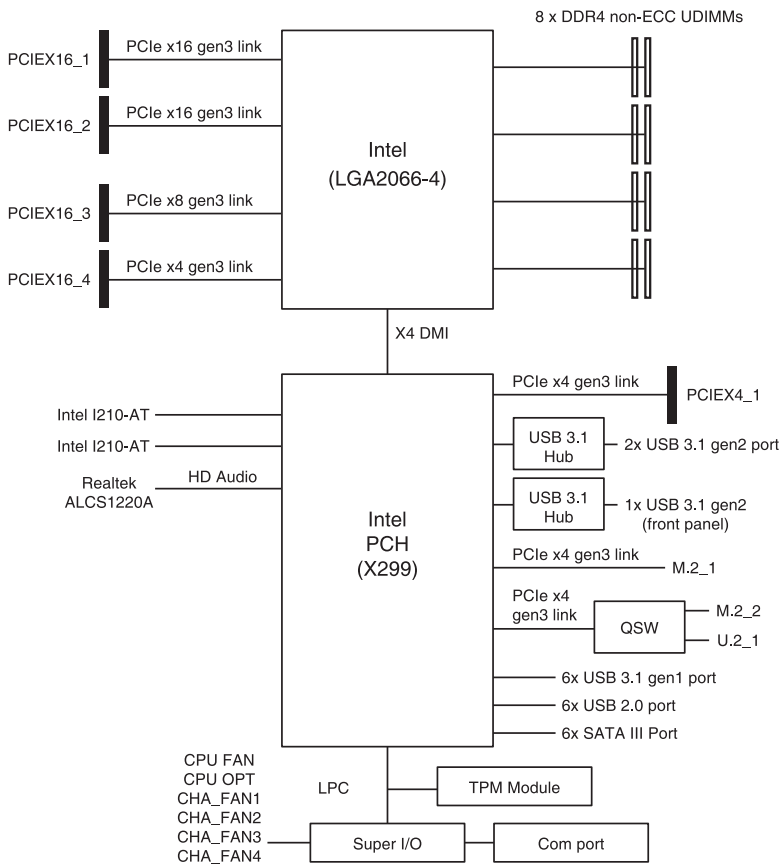 8 x DDR4 non-ECC UDIMMs
PCIEX16_1
PCIe x16 gen3 link
PCIEX16_2
PCIe x16 gen3 link
PCIEX16_3
PCIe x8 gen3 link
PCIEX16_4
PCIe x4 gen3 link
Intel
(LGA2066-4)
X4 DMI
Intel I210-AT
Intel I210-AT
Realtek
ALCS1220A
HD Audio
Intel
PCH
(X299)
PCIe x4 gen3 link
PCIEX4_1
USB 3.1
Hub
2x USB 3.1 gen2 port
USB 3.1
Hub
1x USB 3.1 gen2
(front panel)
PCIe x4 gen3 link
M.2_1
PCIe x4
gen3 link
QSW
M.2_2
U.2_1
6x USB 3.1 gen1 port
6x USB 2.0 port
6x SATA III Port
CPU FAN
CPU OPT
CHA_FAN1
CHA_FAN2
CHA_FAN3
CHA_FAN4
LPC
TPM Module
Super I/O
Com port